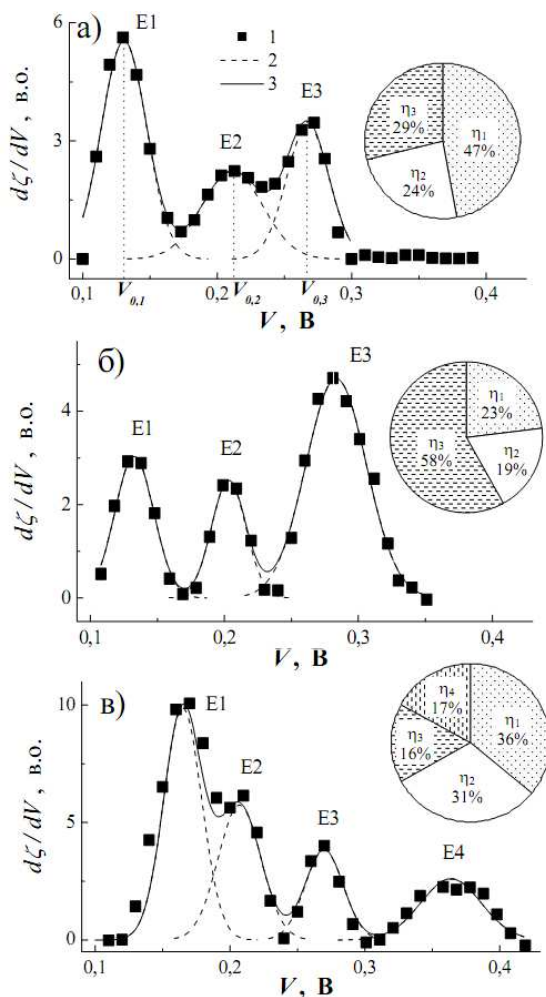 а)
E1
1
2
3
E2
E3
η₁
47%
η₂
24%
η₃
29%
6
3
0
dζ/dV, в.о.
0,1
0,2
0,3
0,4
V₀,₁
V₀,₂
V₀,₃
V, В
б)
E1
E2
E3
η₁
23%
η₂
19%
η₃
58%
4
2
0
dζ/dV, в.о.
0,1
0,2
0,3
0,4
V, В
в)
E1
E2
E3
E4
η₁
36%
η₂
31%
η₃
16%
η₄
17%
10
5
0
dζ/dV, в.о.
0,1
0,2
0,3
0,4
V, В